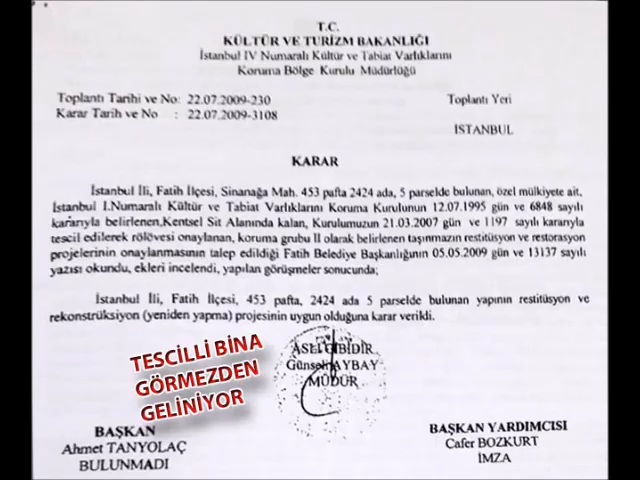 T.C.
KÜLTÜR VE TURİZM BAKANLIĞI
İstanbul IV Numaralı Kültür ve Tabiat Varlıklarını
Koruma Bölge Kurulu Müdürlüğü
Toplantı Tarihi ve No: 22.07.2009-230 Toplantı Yeri
Karar Tarih ve No : 22.07.2009-3108
İSTANBUL
KARAR
İstanbul İli, Fatih İlçesi, Sinanağa Mah. 453 pafta 2424 ada, 5 parselde bulunan, özel mülkiyete ait,
İstanbul I.Numaralı Kültür ve Tabiat Varlıklarını Koruma Kurulunun 12.07.1995 gün ve 6848 sayılı
kararıyla belirlenen,Kentsel Sit Alanında kalan, Kurulumuzun 21.03.2007 gün ve 1197 sayılı kararıyla
tescil edilerek rölövesi onaylanan, koruma grubu II olarak belirlenen taşınmazın restitüsyon ve restorasyon
projelerinin onaylanmasının talep edildiği Fatih Belediye Başkanlığının 05.05.2009 gün ve 13137 sayılı
yazısı okundu, ekleri incelendi, yapılan görüşmeler sonucunda;
İstanbul İli, Fatih İlçesi, 453 pafta, 2424 ada 5 parselde bulunan yapının restitüsyon ve
rekonstrüksiyon (yeniden yapma) projesinin uygun olduğuna karar verildi.
ASLI GİBİDİR
Günseli AYBAY
MÜDÜR
TESCİLLİ BİNA
GÖRMEZDEN
GELİNİYOR
BAŞKAN
Ahmet TANYOLAÇ
BULUNMADI
BAŞKAN YARDIMCISI
Cafer BOZKURT
İMZA